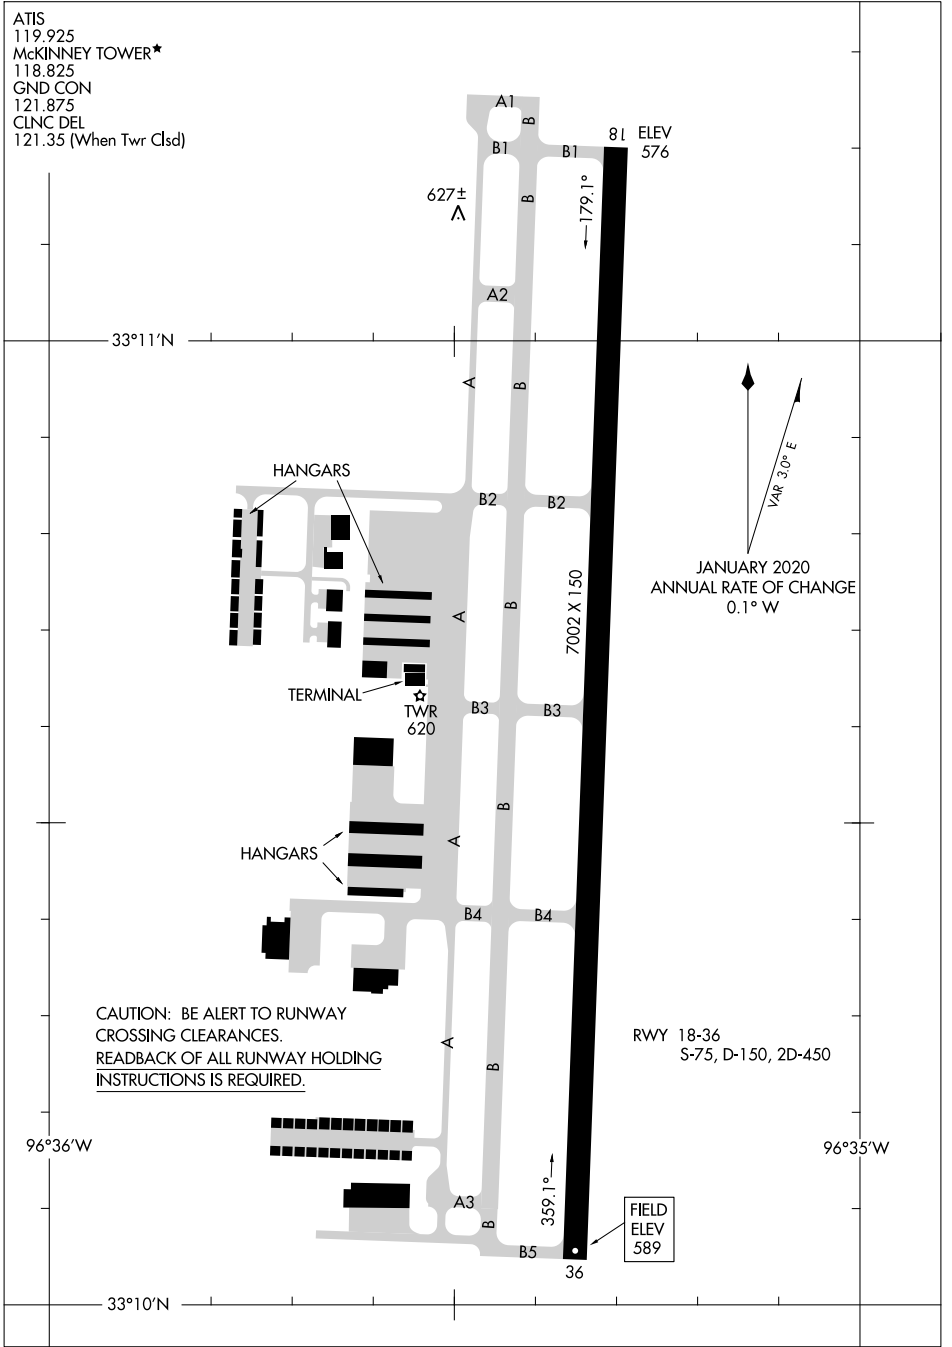 ATIS
119.925
McKINNEY TOWER★
118.825
GND CON
121.875
CLNC DEL
121.35 (When Twr Clsd)
A1
B
18
ELEV
576
B1
B1
627±
B
179.1°
A2
33°11'N
A
B
VAR 3.0° E
HANGARS
B2
B2
JANUARY 2020
ANNUAL RATE OF CHANGE
0.1° W
7002 X 150
A
B
TERMINAL
TWR
620
B3
B3
B
A
HANGARS
B4
B4
CAUTION: BE ALERT TO RUNWAY
CROSSING CLEARANCES.
READBACK OF ALL RUNWAY HOLDING
INSTRUCTIONS IS REQUIRED.
RWY 18-36
S-75, D-150, 2D-450
A
B
96°36'W
96°35'W
359.1°
A3
B
FIELD
ELEV
589
B5
36
33°10'N